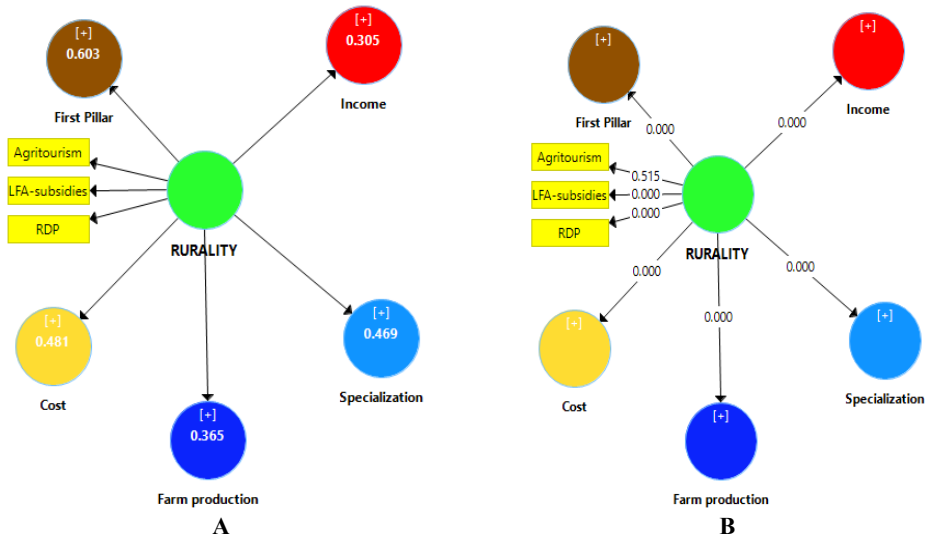 [+]
0.603
First Pillar
[+]
0.305
Income
Agritourism
LFA-subsidies
RDP
RURALITY
[+]
0.481
Cost
[+]
0.469
Specialization
[+]
0.365
Farm production
A
[+]
First Pillar
[+]
Income
0.000
0.000
Agritourism
LFA-subsidies
RDP
0.515
0.000
0.000
RURALITY
0.000
0.000
0.000
[+]
Cost
[+]
Specialization
[+]
Farm production
B